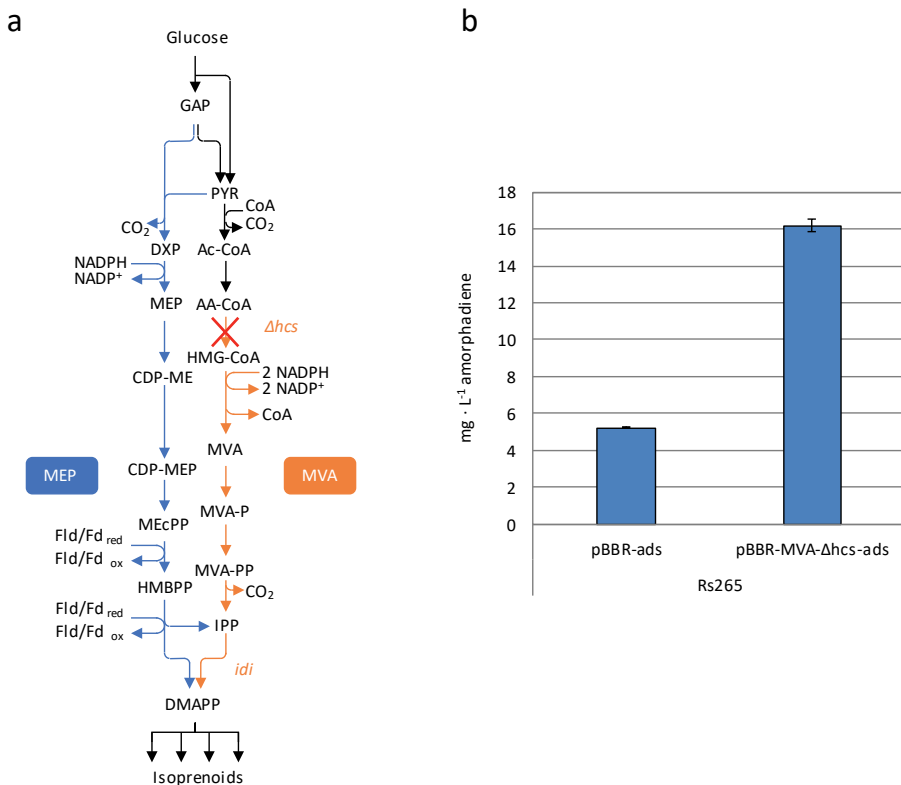 a
Glucose
GAP
PYR
CoA
CO2
CO2
DXP
Ac-CoA
NADPH
NADP+
MEP
AA-CoA
Δhcs
HMG-CoA
2 NADPH
2 NADP+
CDP-ME
CoA
MVA
MEP
CDP-MEP
MVA
MVA-P
MEcPP
Fld/Fd red
Fld/Fd ox
MVA-PP
HMBPP
CO2
Fld/Fd red
Fld/Fd ox
IPP
idi
DMAPP
Isoprenoids
b
mg · L-1 amorphadiene
18
16
14
12
10
8
6
4
2
0
pBBR-ads
pBBR-MVA-Δhcs-ads
Rs265